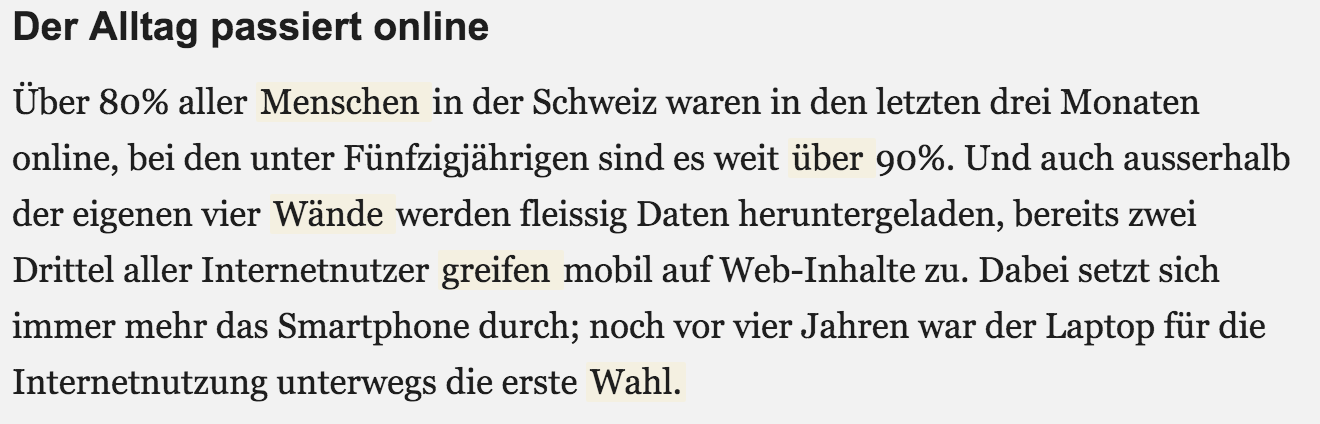 Der Alltag passiert online
Über 80% aller Menschen in der Schweiz waren in den letzten drei Monaten
online, bei den unter Fünfzigjährigen sind es weit über 90%. Und auch ausserhalb
der eigenen vier Wände werden fleissig Daten heruntergeladen, bereits zwei
Drittel aller Internetnutzer greifen mobil auf Web-Inhalte zu. Dabei setzt sich
immer mehr das Smartphone durch; noch vor vier Jahren war der Laptop für die
Internetnutzung unterwegs die erste Wahl.